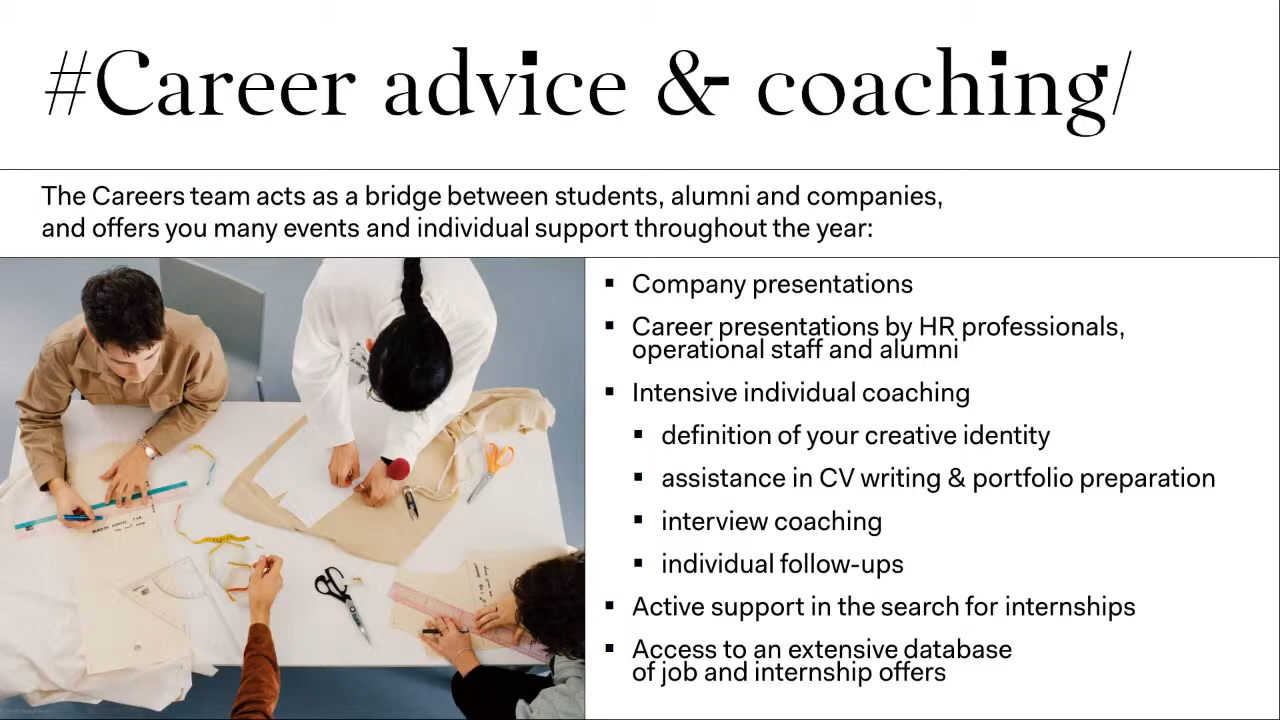 #Career advice & coaching/
The Careers team acts as a bridge between students, alumni and companies,
and offers you many events and individual support throughout the year:
▪ Company presentations
▪ Career presentations by HR professionals,
operational staff and alumni
▪ Intensive individual coaching
▪ definition of your creative identity
▪ assistance in CV writing & portfolio preparation
▪ interview coaching
▪ individual follow-ups
▪ Active support in the search for internships
▪ Access to an extensive database
of job and internship offers